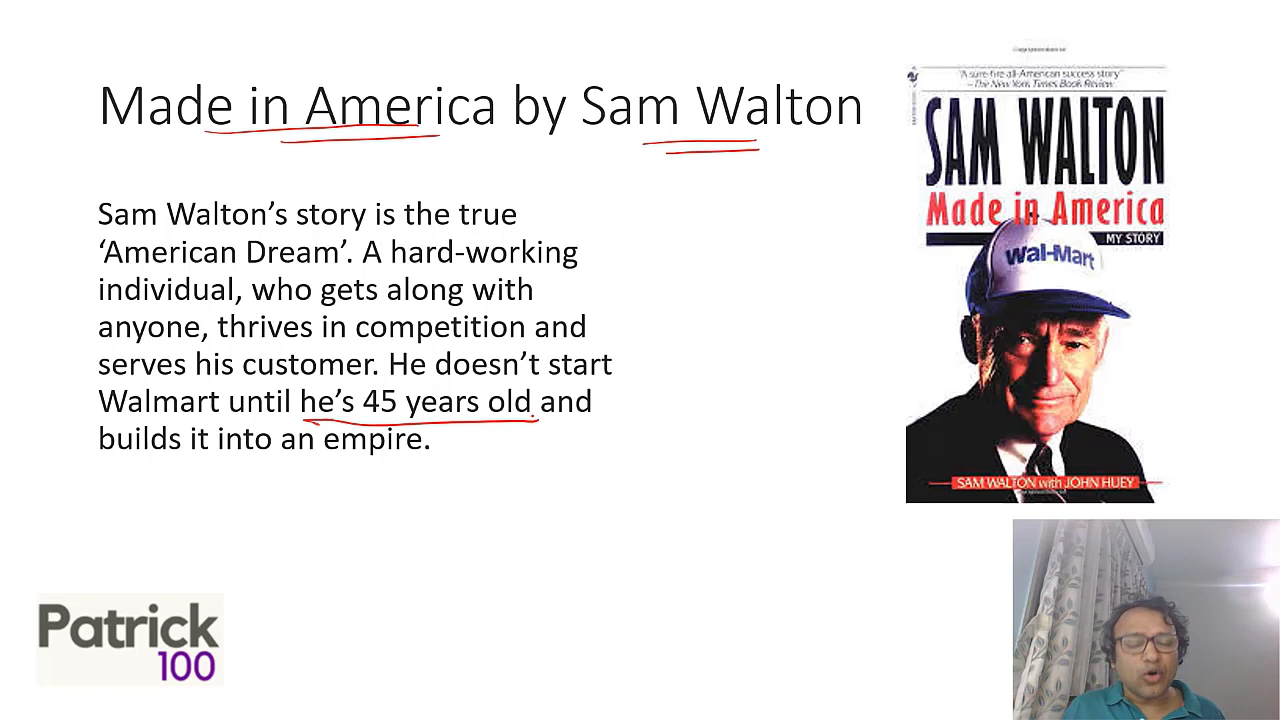 Made in America by Sam Walton
Sam Walton’s story is the true
‘American Dream’. A hard-working
individual, who gets along with
anyone, thrives in competition and
serves his customer. He doesn’t start
Walmart until he’s 45 years old and
builds it into an empire.
"A sure-fire all-American success story"
–The New York Times Book Review
SAM WALTON
Made in America
MY STORY
Wal-Mart
SAM WALTON with JOHN HUEY
Patrick
100